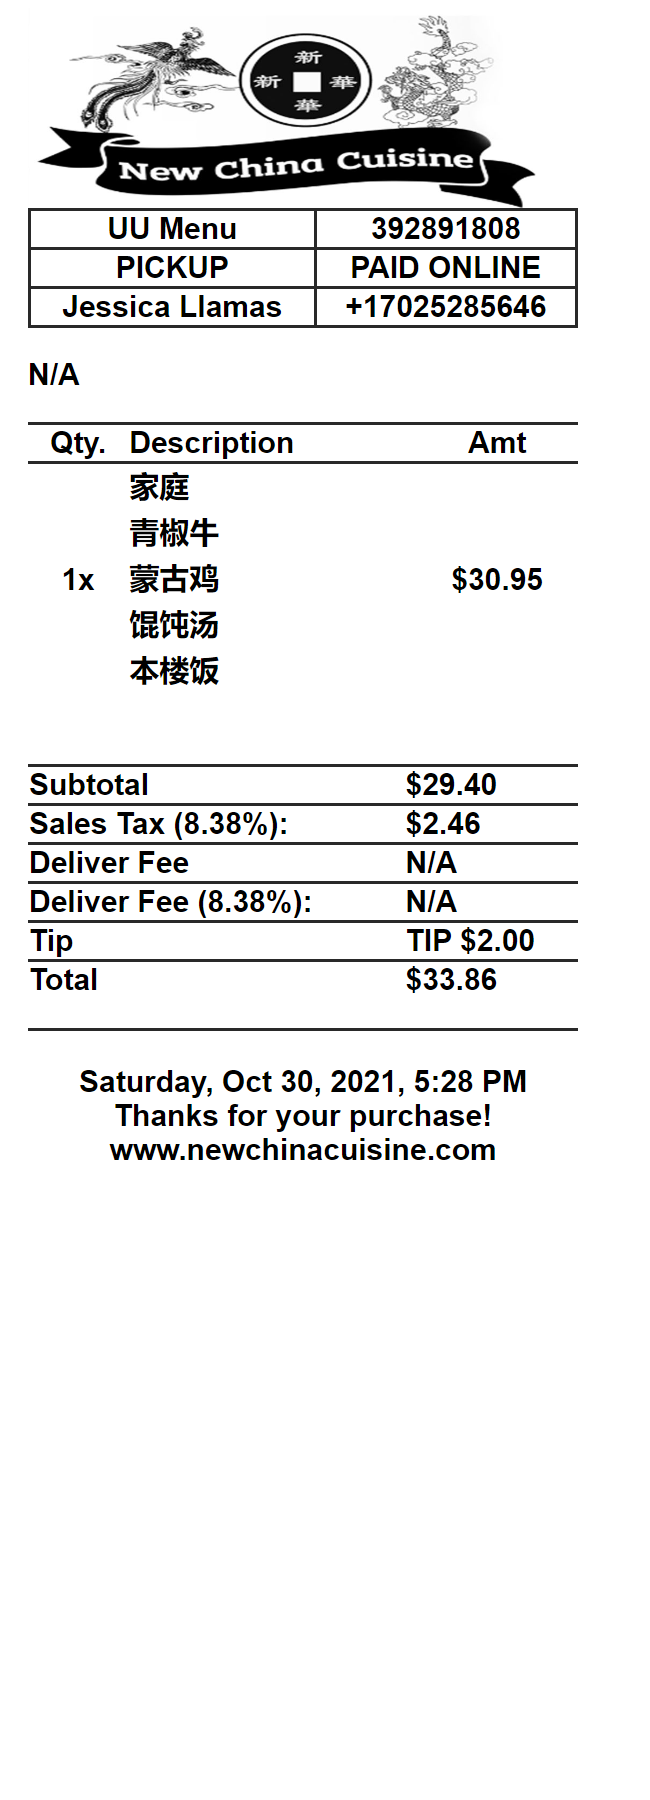 新
新 華
華
New China Cuisine
UU Menu 392891808
PICKUP PAID ONLINE
Jessica Llamas +17025285646
N/A
Qty. Description Amt
家庭
青椒牛
1x 蒙古鸡 $30.95
馄饨汤
本楼饭
Subtotal $29.40
Sales Tax (8.38%): $2.46
Deliver Fee N/A
Deliver Fee (8.38%): N/A
Tip TIP $2.00
Total $33.86
Saturday, Oct 30, 2021, 5:28 PM
Thanks for your purchase!
www.newchinacuisine.com